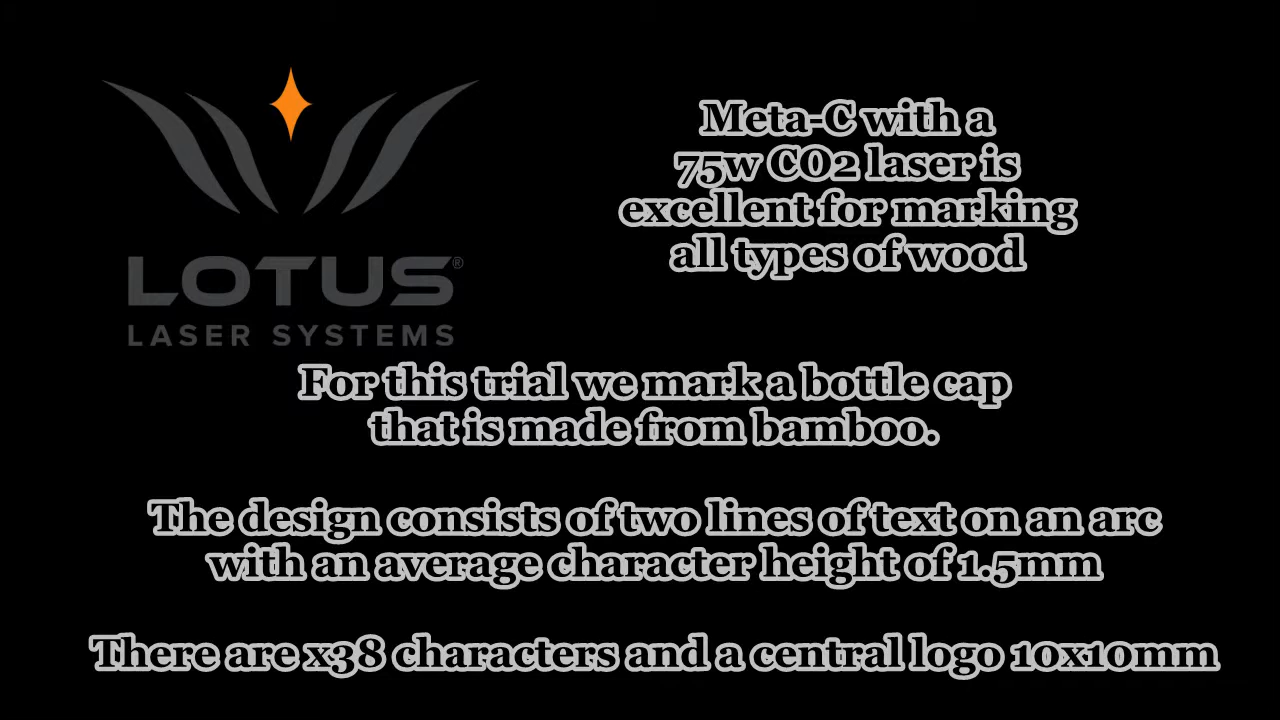 LOTUS®
LASER SYSTEMS
Meta-C with a
75w CO2 laser is
excellent for marking
all types of wood
For this trial we mark a bottle cap
that is made from bamboo.
The design consists of two lines of text on an arc
with an average character height of 1.5mm
There are x38 characters and a central logo 10x10mm